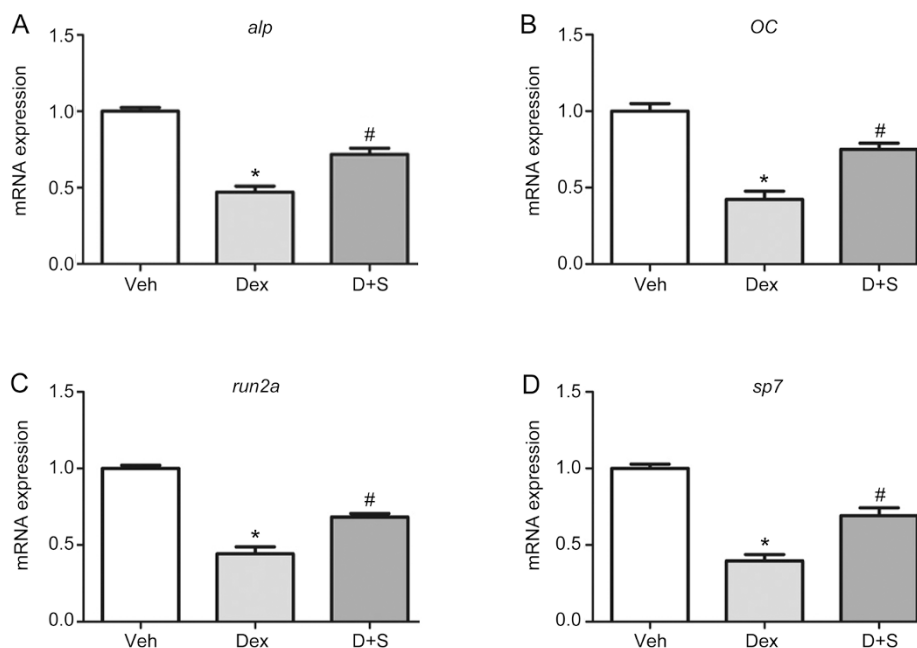 A
alp
mRNA expression
1.5
1.0
0.5
0.0
*
#
Veh Dex D+S
B
OC
mRNA expression
1.5
1.0
0.5
0.0
*
#
Veh Dex D+S
C
run2a
mRNA expression
1.5
1.0
0.5
0.0
*
#
Veh Dex D+S
D
sp7
mRNA expression
1.5
1.0
0.5
0.0
*
#
Veh Dex D+S